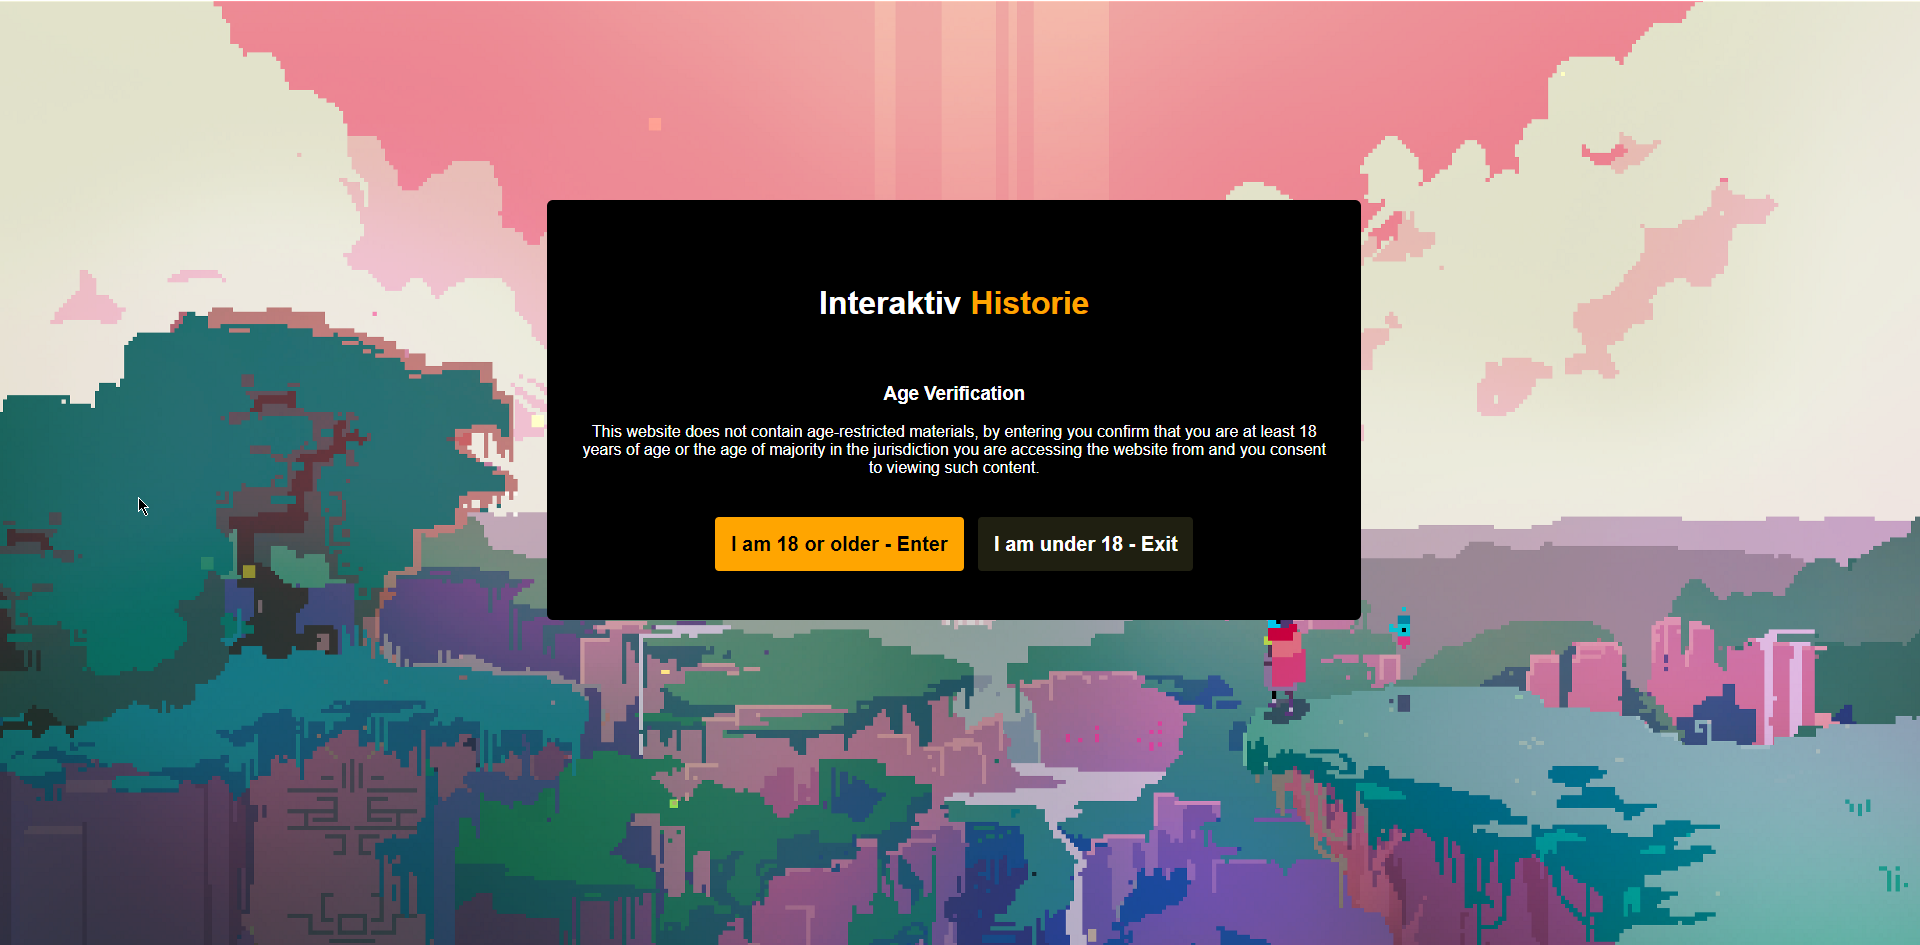 Interaktiv Historie
Age Verification
This website does not contain age-restricted materials, by entering you confirm that you are at least 18
years of age or the age of majority in the jurisdiction you are accessing the website from and you consent
to viewing such content.
I am 18 or older - Enter
I am under 18 - Exit